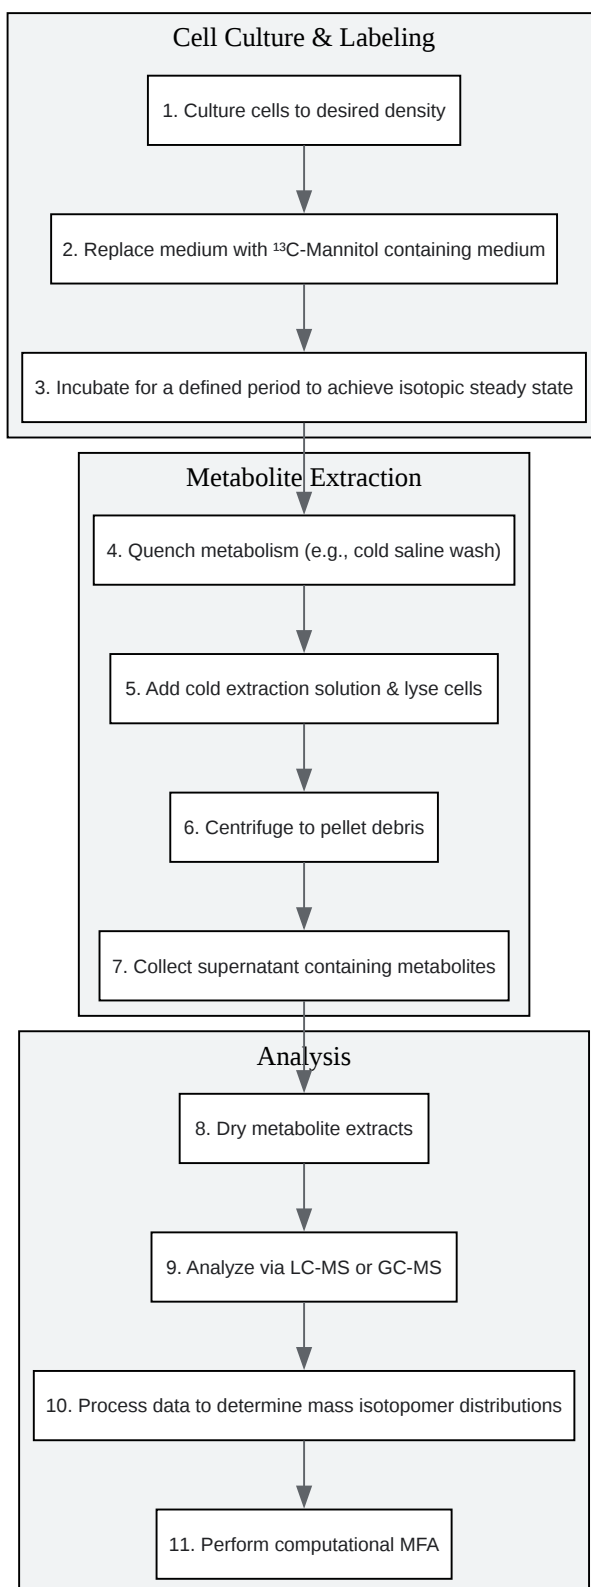 Cell Culture & Labeling
1. Culture cells to desired density
2. Replace medium with ¹³C-Mannitol containing medium
3. Incubate for a defined period to achieve isotopic steady state
Metabolite Extraction
4. Quench metabolism (e.g., cold saline wash)
5. Add cold extraction solution & lyse cells
6. Centrifuge to pellet debris
7. Collect supernatant containing metabolites
Analysis
8. Dry metabolite extracts
9. Analyze via LC-MS or GC-MS
10. Process data to determine mass isotopomer distributions
11. Perform computational MFA